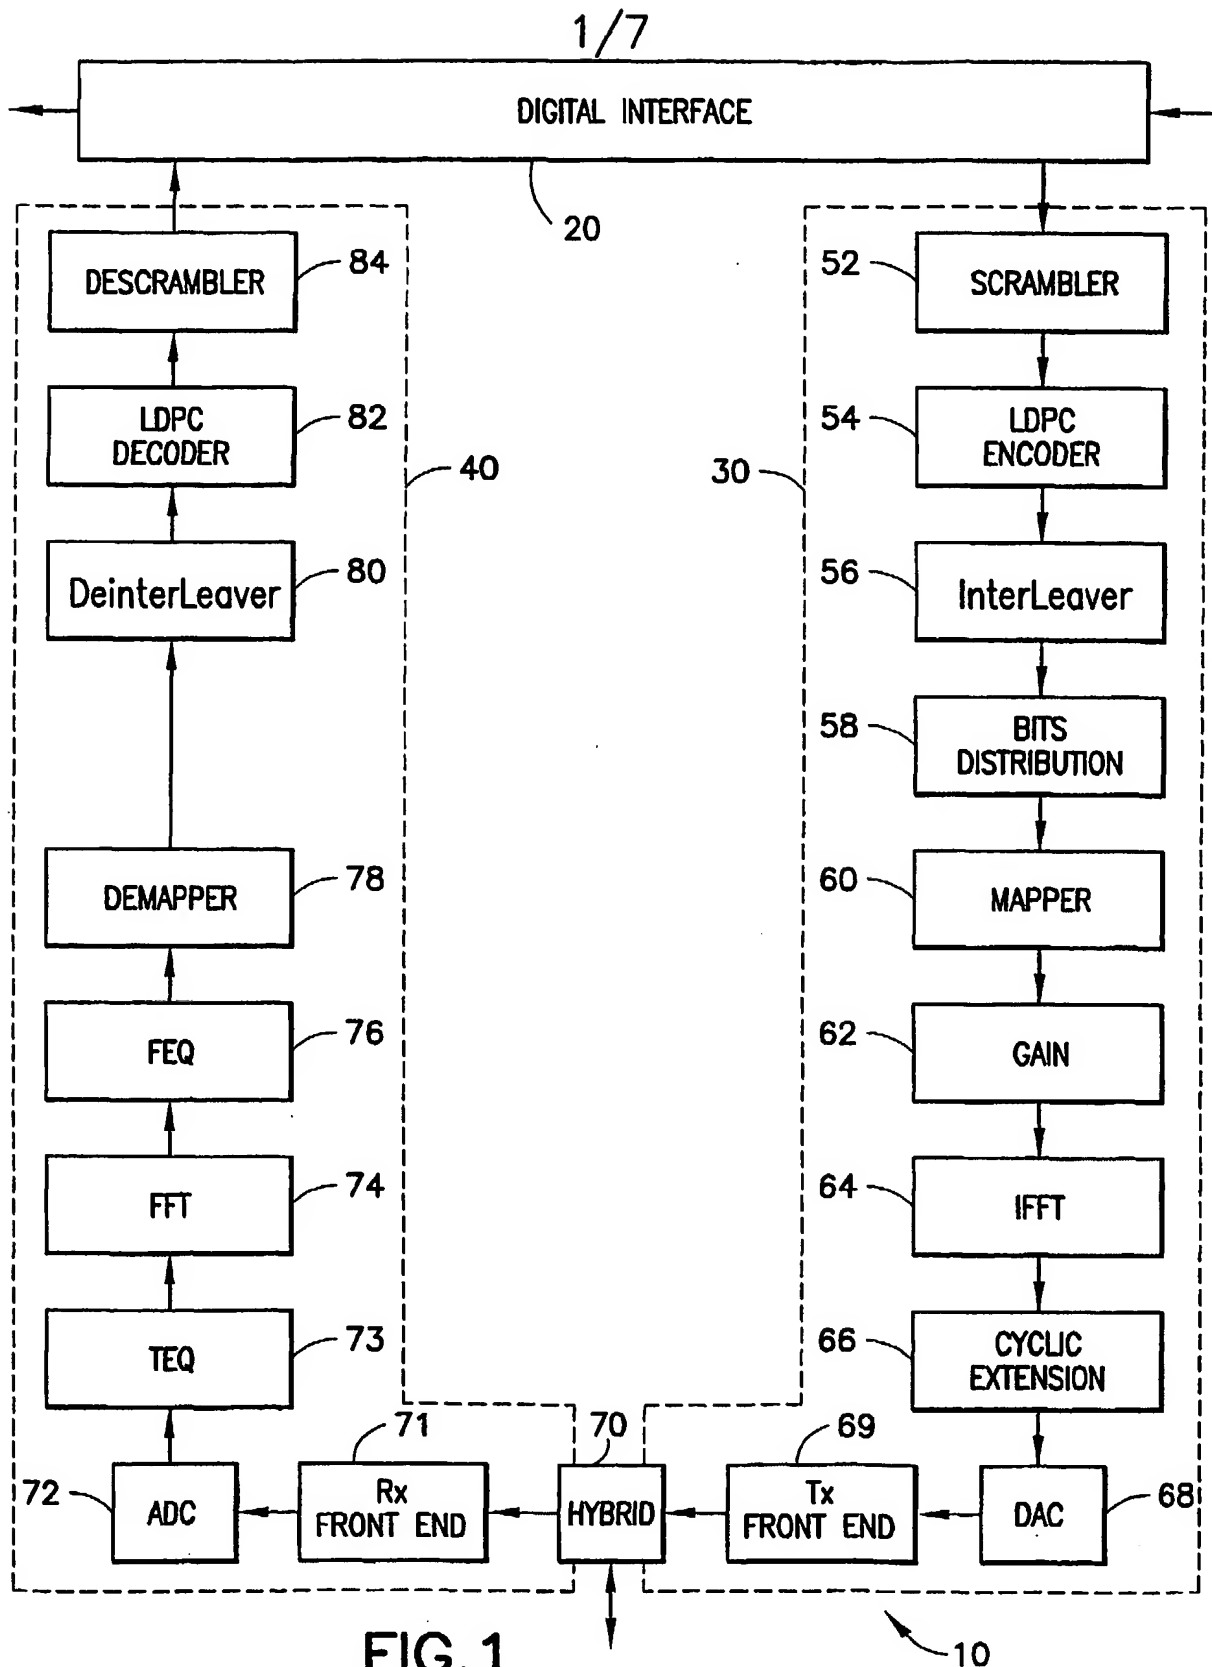 1/7
DIGITAL INTERFACE
20
DESCRAMBLER
84
LDPC
DECODER
82
40
DeinterLeaver
80
DEMAPPER
78
FEQ
76
FFT
74
TEQ
73
72
ADC
71
Rx
FRONT END
70
HYBRID
52
SCRAMBLER
54
LDPC
ENCODER
30
56
InterLeaver
58
BITS
DISTRIBUTION
60
MAPPER
62
GAIN
64
IFFT
66
CYCLIC
EXTENSION
69
Tx
FRONT END
DAC
68
10
FIG. 1